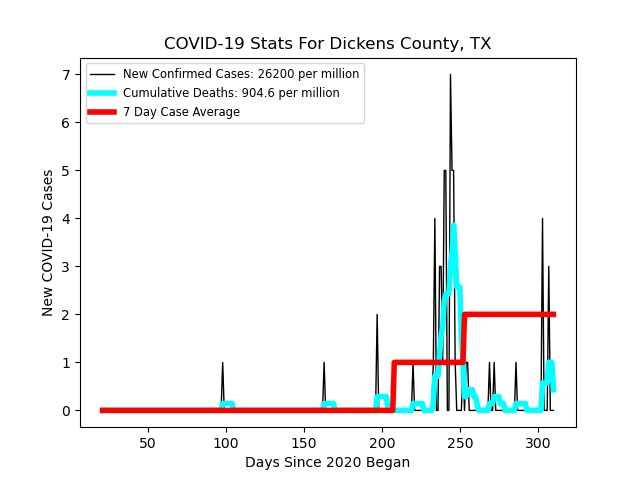 COVID-19 Stats For Dickens County, TX
New Confirmed Cases: 26200 per million
Cumulative Deaths: 904.6 per million
7 Day Case Average
New COVID-19 Cases
7
6
5
4
3
2
1
0
50 100 150 200 250 300
Days Since 2020 Began